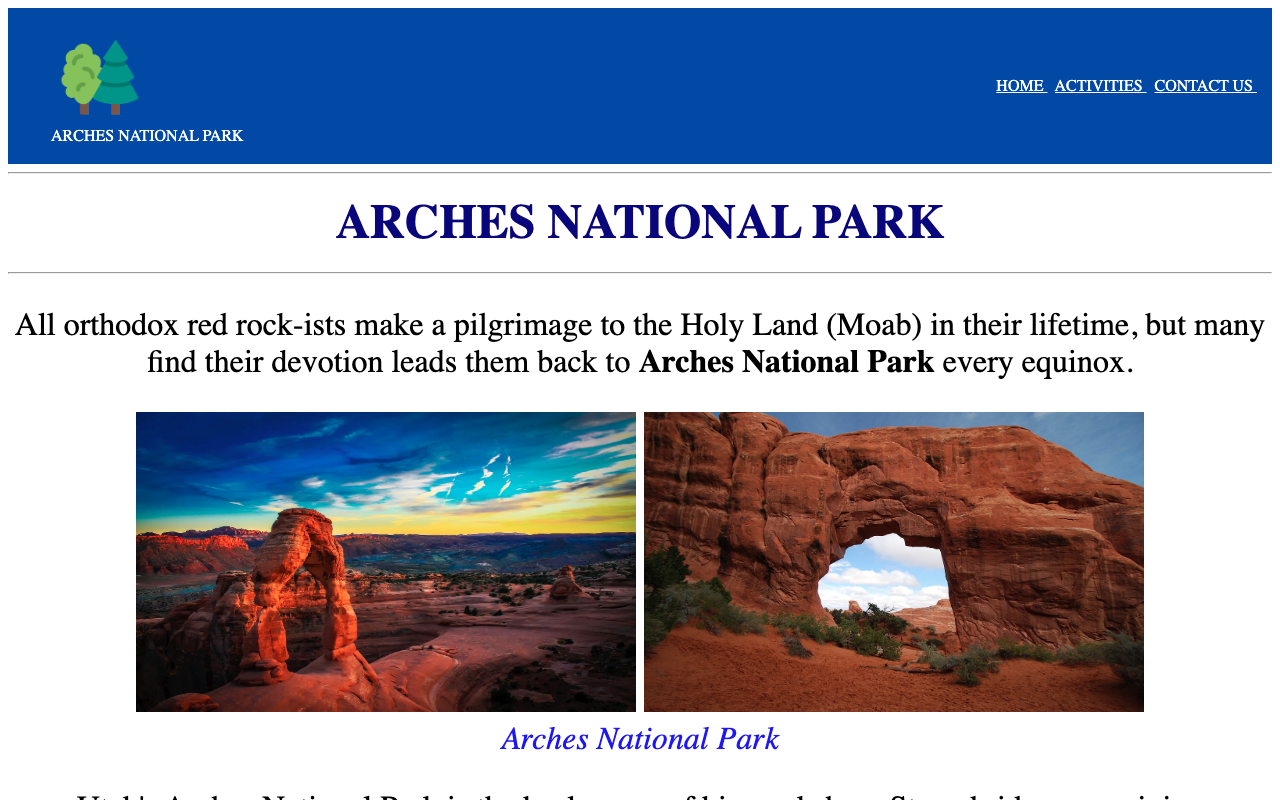 HOME ACTIVITIES CONTACT US
ARCHES NATIONAL PARK
ARCHES NATIONAL PARK
All orthodox red rock-ists make a pilgrimage to the Holy Land (Moab) in their lifetime, but many
find their devotion leads them back to Arches National Park every equinox.
Arches National Park